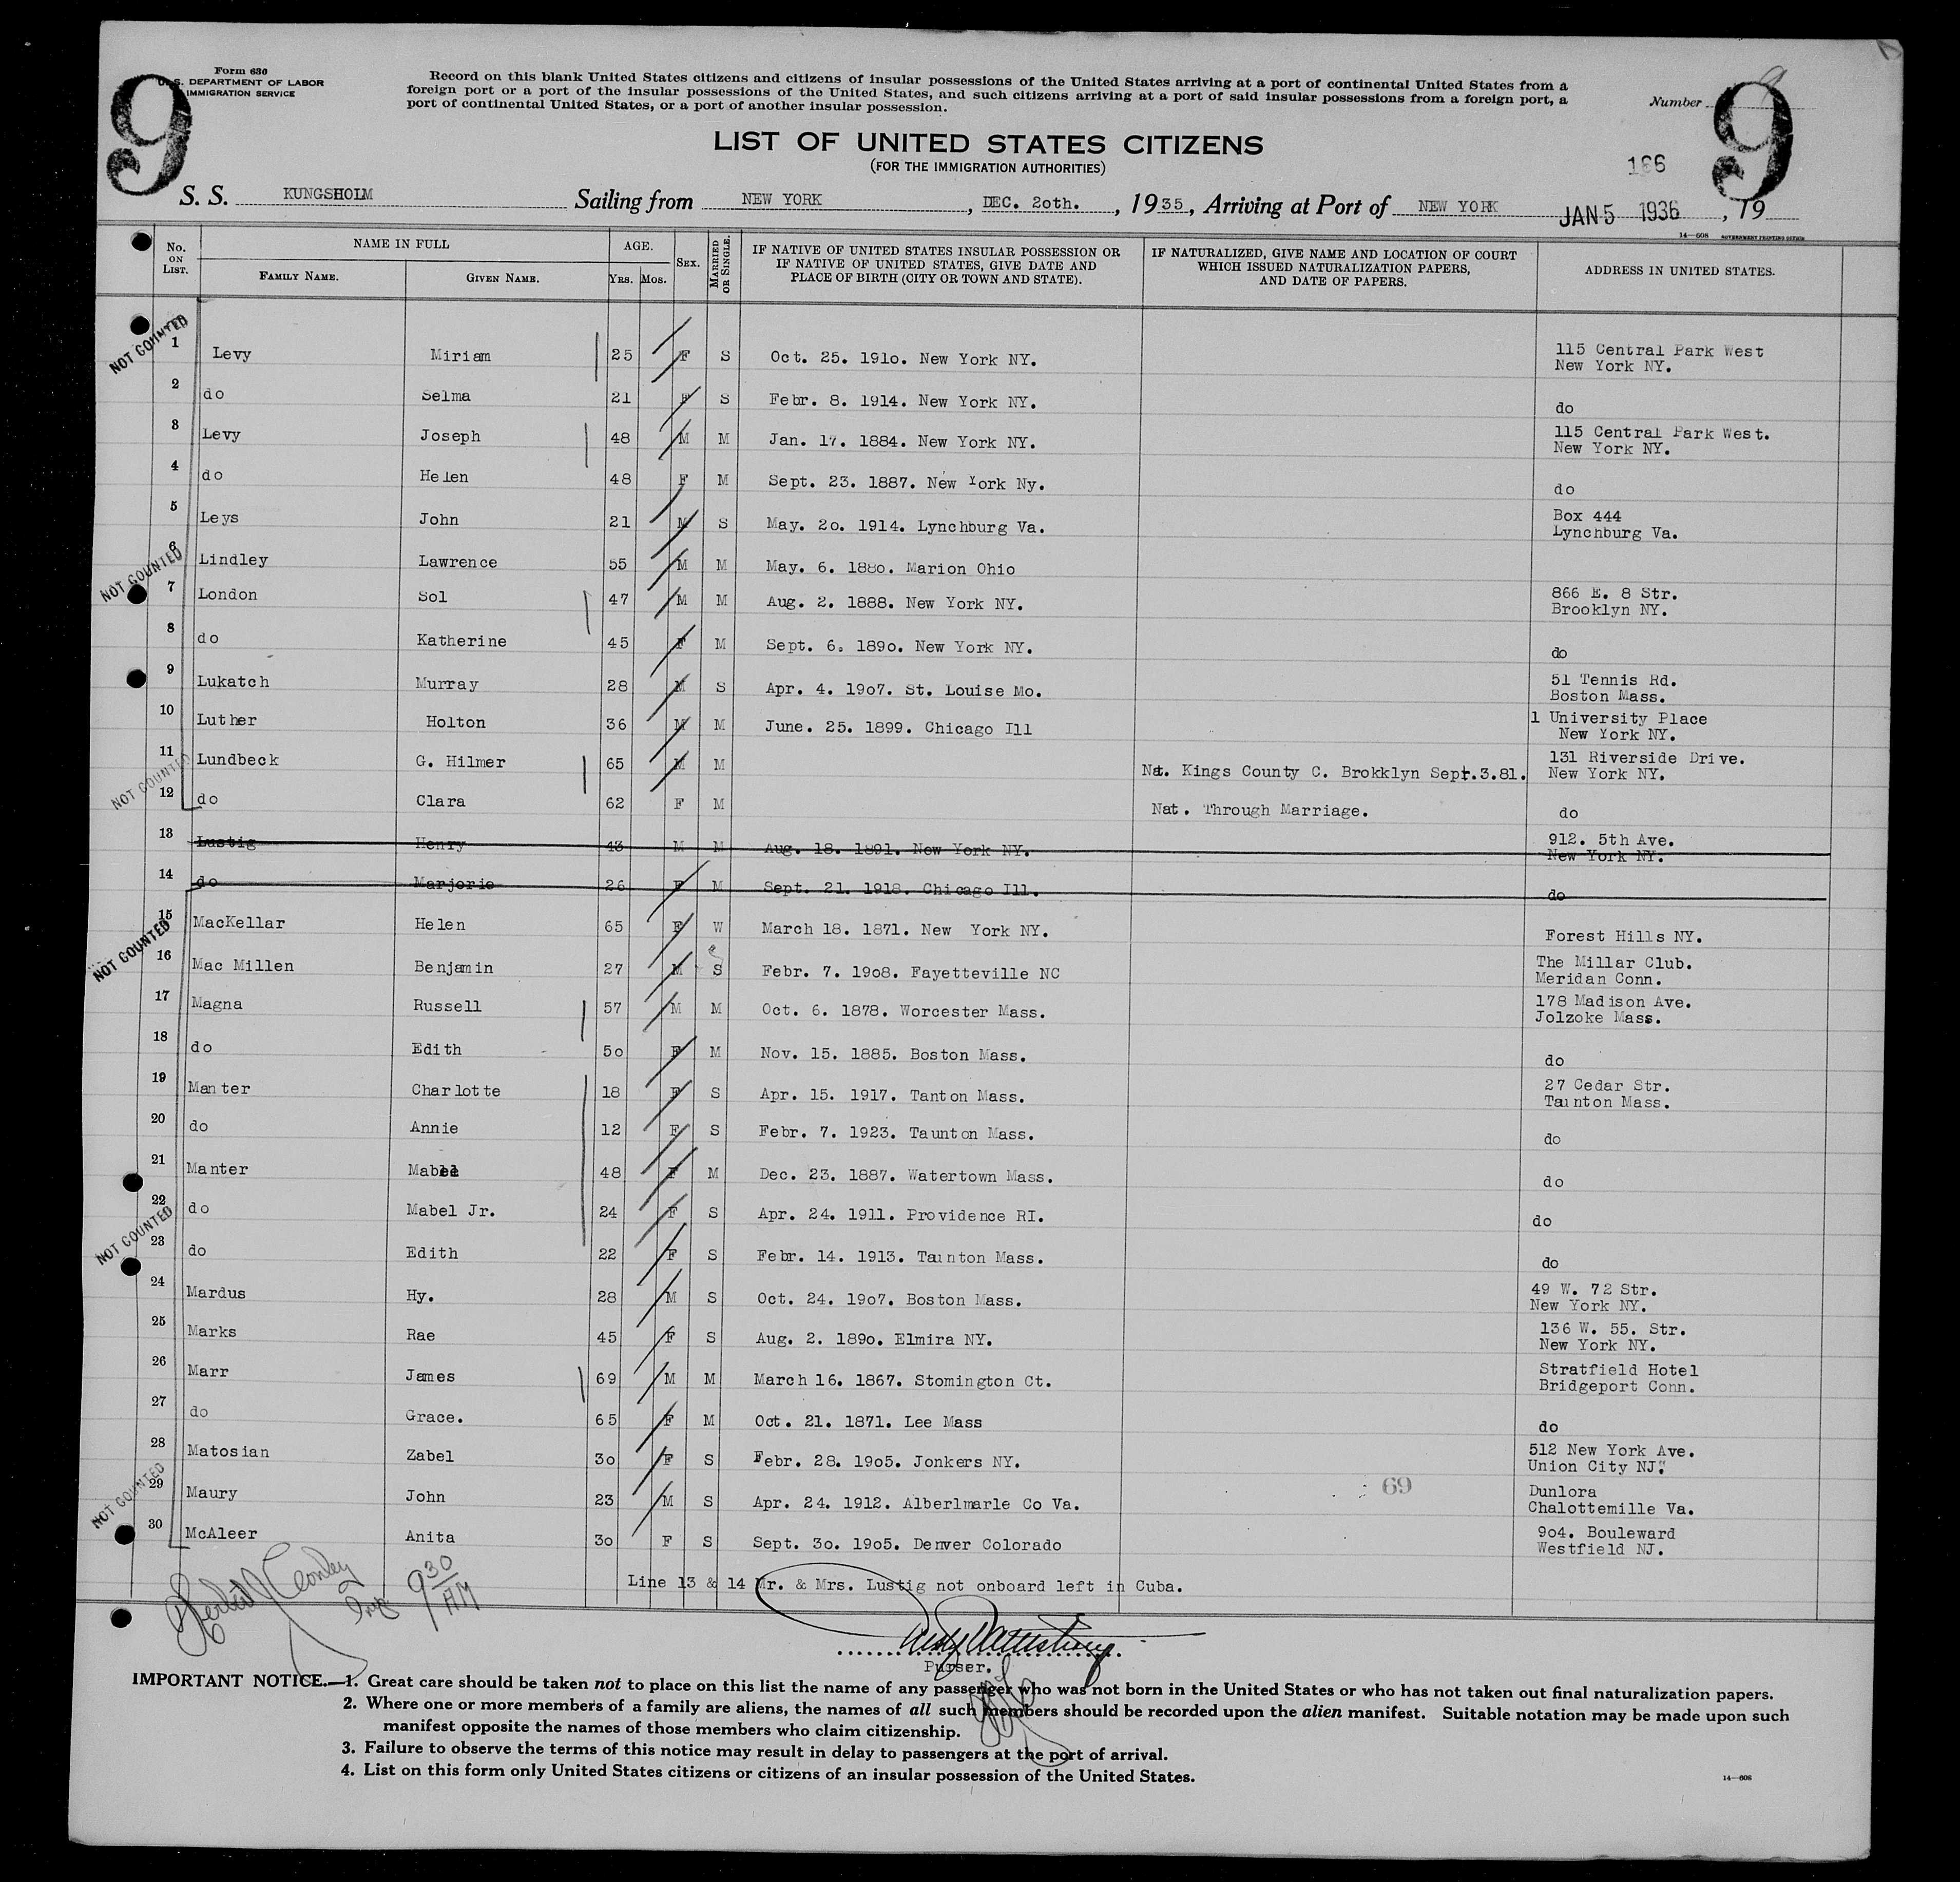 Form 630
U. S. DEPARTMENT OF LABOR
IMMIGRATION SERVICE
9
Record on this blank United States citizens and citizens of insular possessions of the United States arriving at a port of continental United States from a
foreign port or a port of the insular possessions of the United States, and such citizens arriving at a port of said insular possessions from a foreign port, a
port of continental United States, or a port of another insular possession.
Number 9
9
LIST OF UNITED STATES CITIZENS
(FOR THE IMMIGRATION AUTHORITIES)
186
S. S. KUNGSHOLM Sailing from NEW YORK, DEC. 2oth., 1935, Arriving at Port of NEW YORK JAN 5 1936, 19
14—608 GOVERNMENT PRINTING OFFICE
No. ON LIST. NAME IN FULL AGE. SEX. MARRIED OR SINGLE. IF NATIVE OF UNITED STATES INSULAR POSSESSION OR IF NATIVE OF UNITED STATES, GIVE DATE AND PLACE OF BIRTH (CITY OR TOWN AND STATE). IF NATURALIZED, GIVE NAME AND LOCATION OF COURT WHICH ISSUED NATURALIZATION PAPERS, AND DATE OF PAPERS. ADDRESS IN UNITED STATES.
FAMILY NAME. GIVEN NAME. YRS. MOS.
NOT COUNTED
1 Levy Miriam 25 F S Oct. 25. 191o. New York NY. 115 Central Park West
New York NY.
2 do Selma 21 F S Febr. 8. 1914. New York NY. do
3 Levy Joseph 48 M M Jan. 17. 1884. New York NY. 115 Central Park West.
New York NY.
4 do Helen 48 F M Sept. 23. 1887. New York Ny. do
5 Leys John 21 M S May. 2o. 1914. Lynchburg Va. Box 444
Lynchburg Va.
NOT COUNTED
6 Lindley Lawrence 55 M M May. 6. 188o. Marion Ohio
7 London Sol 47 M M Aug. 2. 1888. New York NY. 866 E. 8 Str.
Brooklyn NY.
8 do Katherine 45 F M Sept. 6. 189o. New York NY. do
9 Lukatch Murray 28 M S Apr. 4. 19o7. St. Louise Mo. 51 Tennis Rd.
Boston Mass.
10 Luther Holton 36 M M June. 25. 1899. Chicago Ill 1 University Place
New York NY.
11 Lundbeck G. Hilmer 65 M M Nat. Kings County C. Brokklyn Sept.3.81. 131 Riverside Drive.
New York NY.
NOT COUNTED
12 do Clara 62 F M Nat. Through Marriage. do
13 Lustig Henry 43 M M Aug. 18. 1891. New York NY. 912. 5th Ave.
New York NY.
14 do Marjorie 26 F M Sept. 21. 1918. Chicago Ill. do
NOT COUNTED
15 MacKellar Helen 65 F W March 18. 1871. New York NY. Forest Hills NY.
16 Mac Millen Benjamin 27 M S Febr. 7. 19o8. Fayetteville NC The Millar Club.
Meridan Conn.
17 Magna Russell 57 M M Oct. 6. 1878. Worcester Mass. 178 Madison Ave.
Jolzoke Mass.
18 do Edith 5o F M Nov. 15. 1885. Boston Mass. do
19 Manter Charlotte 18 F S Apr. 15. 1917. Tanton Mass. 27 Cedar Str.
Taunton Mass.
20 do Annie 12 F S Febr. 7. 1923. Taunton Mass. do
21 Manter Mabel 48 F M Dec. 23. 1887. Watertown Mass. do
NOT COUNTED
22 do Mabel Jr. 24 F S Apr. 24. 1911. Providence RI. do
23 do Edith 22 F S Febr. 14. 1913. Taunton Mass. do
24 Mardus Hy. 28 M S Oct. 24. 19o7. Boston Mass. 49 W. 72 Str.
New York NY.
25 Marks Rae 45 F S Aug. 2. 189o. Elmira NY. 136 W. 55. Str.
New York NY.
26 Marr James 69 M M March 16. 1867. Stomington Ct. Stratfield Hotel
Bridgeport Conn.
27 do Grace. 65 F M Oct. 21. 1871. Lee Mass do
28 Matosian Zabel 3o F S Febr. 28. 19o5. Jonkers NY. 512 New York Ave.
Union City NJ.
NOT COUNTED
29 Maury John 23 M S Apr. 24. 1912. Alberlmarle Co Va. 69 Dunlora
Chalottemille Va.
30 McAleer Anita 3o F S Sept. 3o. 19o5. Denver Colorado 9o4. Bouleward
Westfield NJ.
Line 13 & 14 Mr. & Mrs. Lustig not onboard left in Cuba.
9 30 AM
Purser.
IMPORTANT NOTICE.—1. Great care should be taken not to place on this list the name of any passenger who was not born in the United States or who has not taken out final naturalization papers.
2. Where one or more members of a family are aliens, the names of all such members should be recorded upon the alien manifest. Suitable notation may be made upon such
manifest opposite the names of those members who claim citizenship.
3. Failure to observe the terms of this notice may result in delay to passengers at the port of arrival.
4. List on this form only United States citizens or citizens of an insular possession of the United States.
14—608